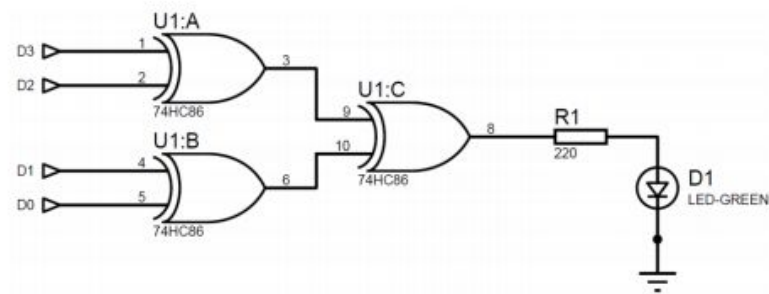 U1:A
D3
1
3
D2
2
74HC86
U1:C
9
8
10
74HC86
R1
220
U1:B
D1
4
6
D0
5
74HC86
D1
LED-GREEN